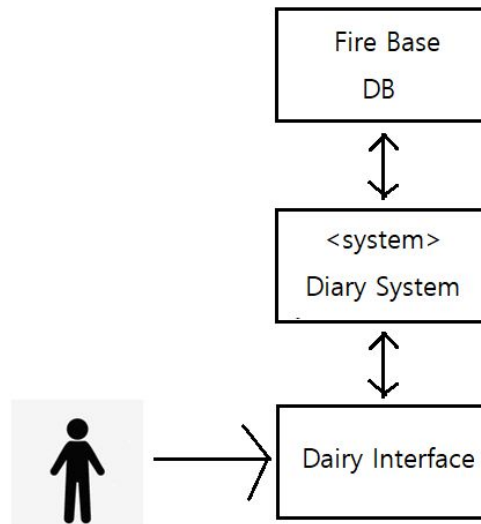 Fire Base
DB
<system>
Diary System
Dairy Interface